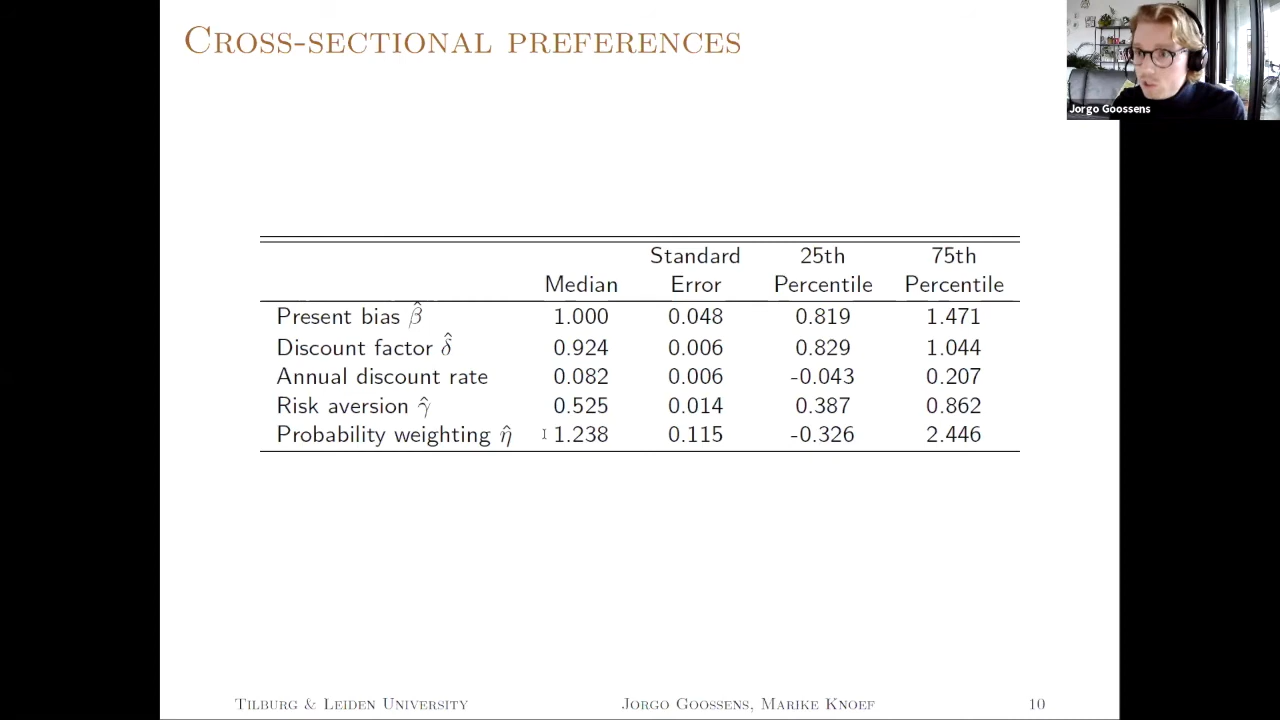 Cross-sectional preferences
Jorgo Goossens
Median Standard Error 25th Percentile 75th Percentile
Present bias β̂ 1.000 0.048 0.819 1.471
Discount factor δ̂ 0.924 0.006 0.829 1.044
Annual discount rate 0.082 0.006 -0.043 0.207
Risk aversion γ̂ 0.525 0.014 0.387 0.862
Probability weighting η̂ 1.238 0.115 -0.326 2.446
Tilburg & Leiden University Jorgo Goossens, Marike Knoef 10